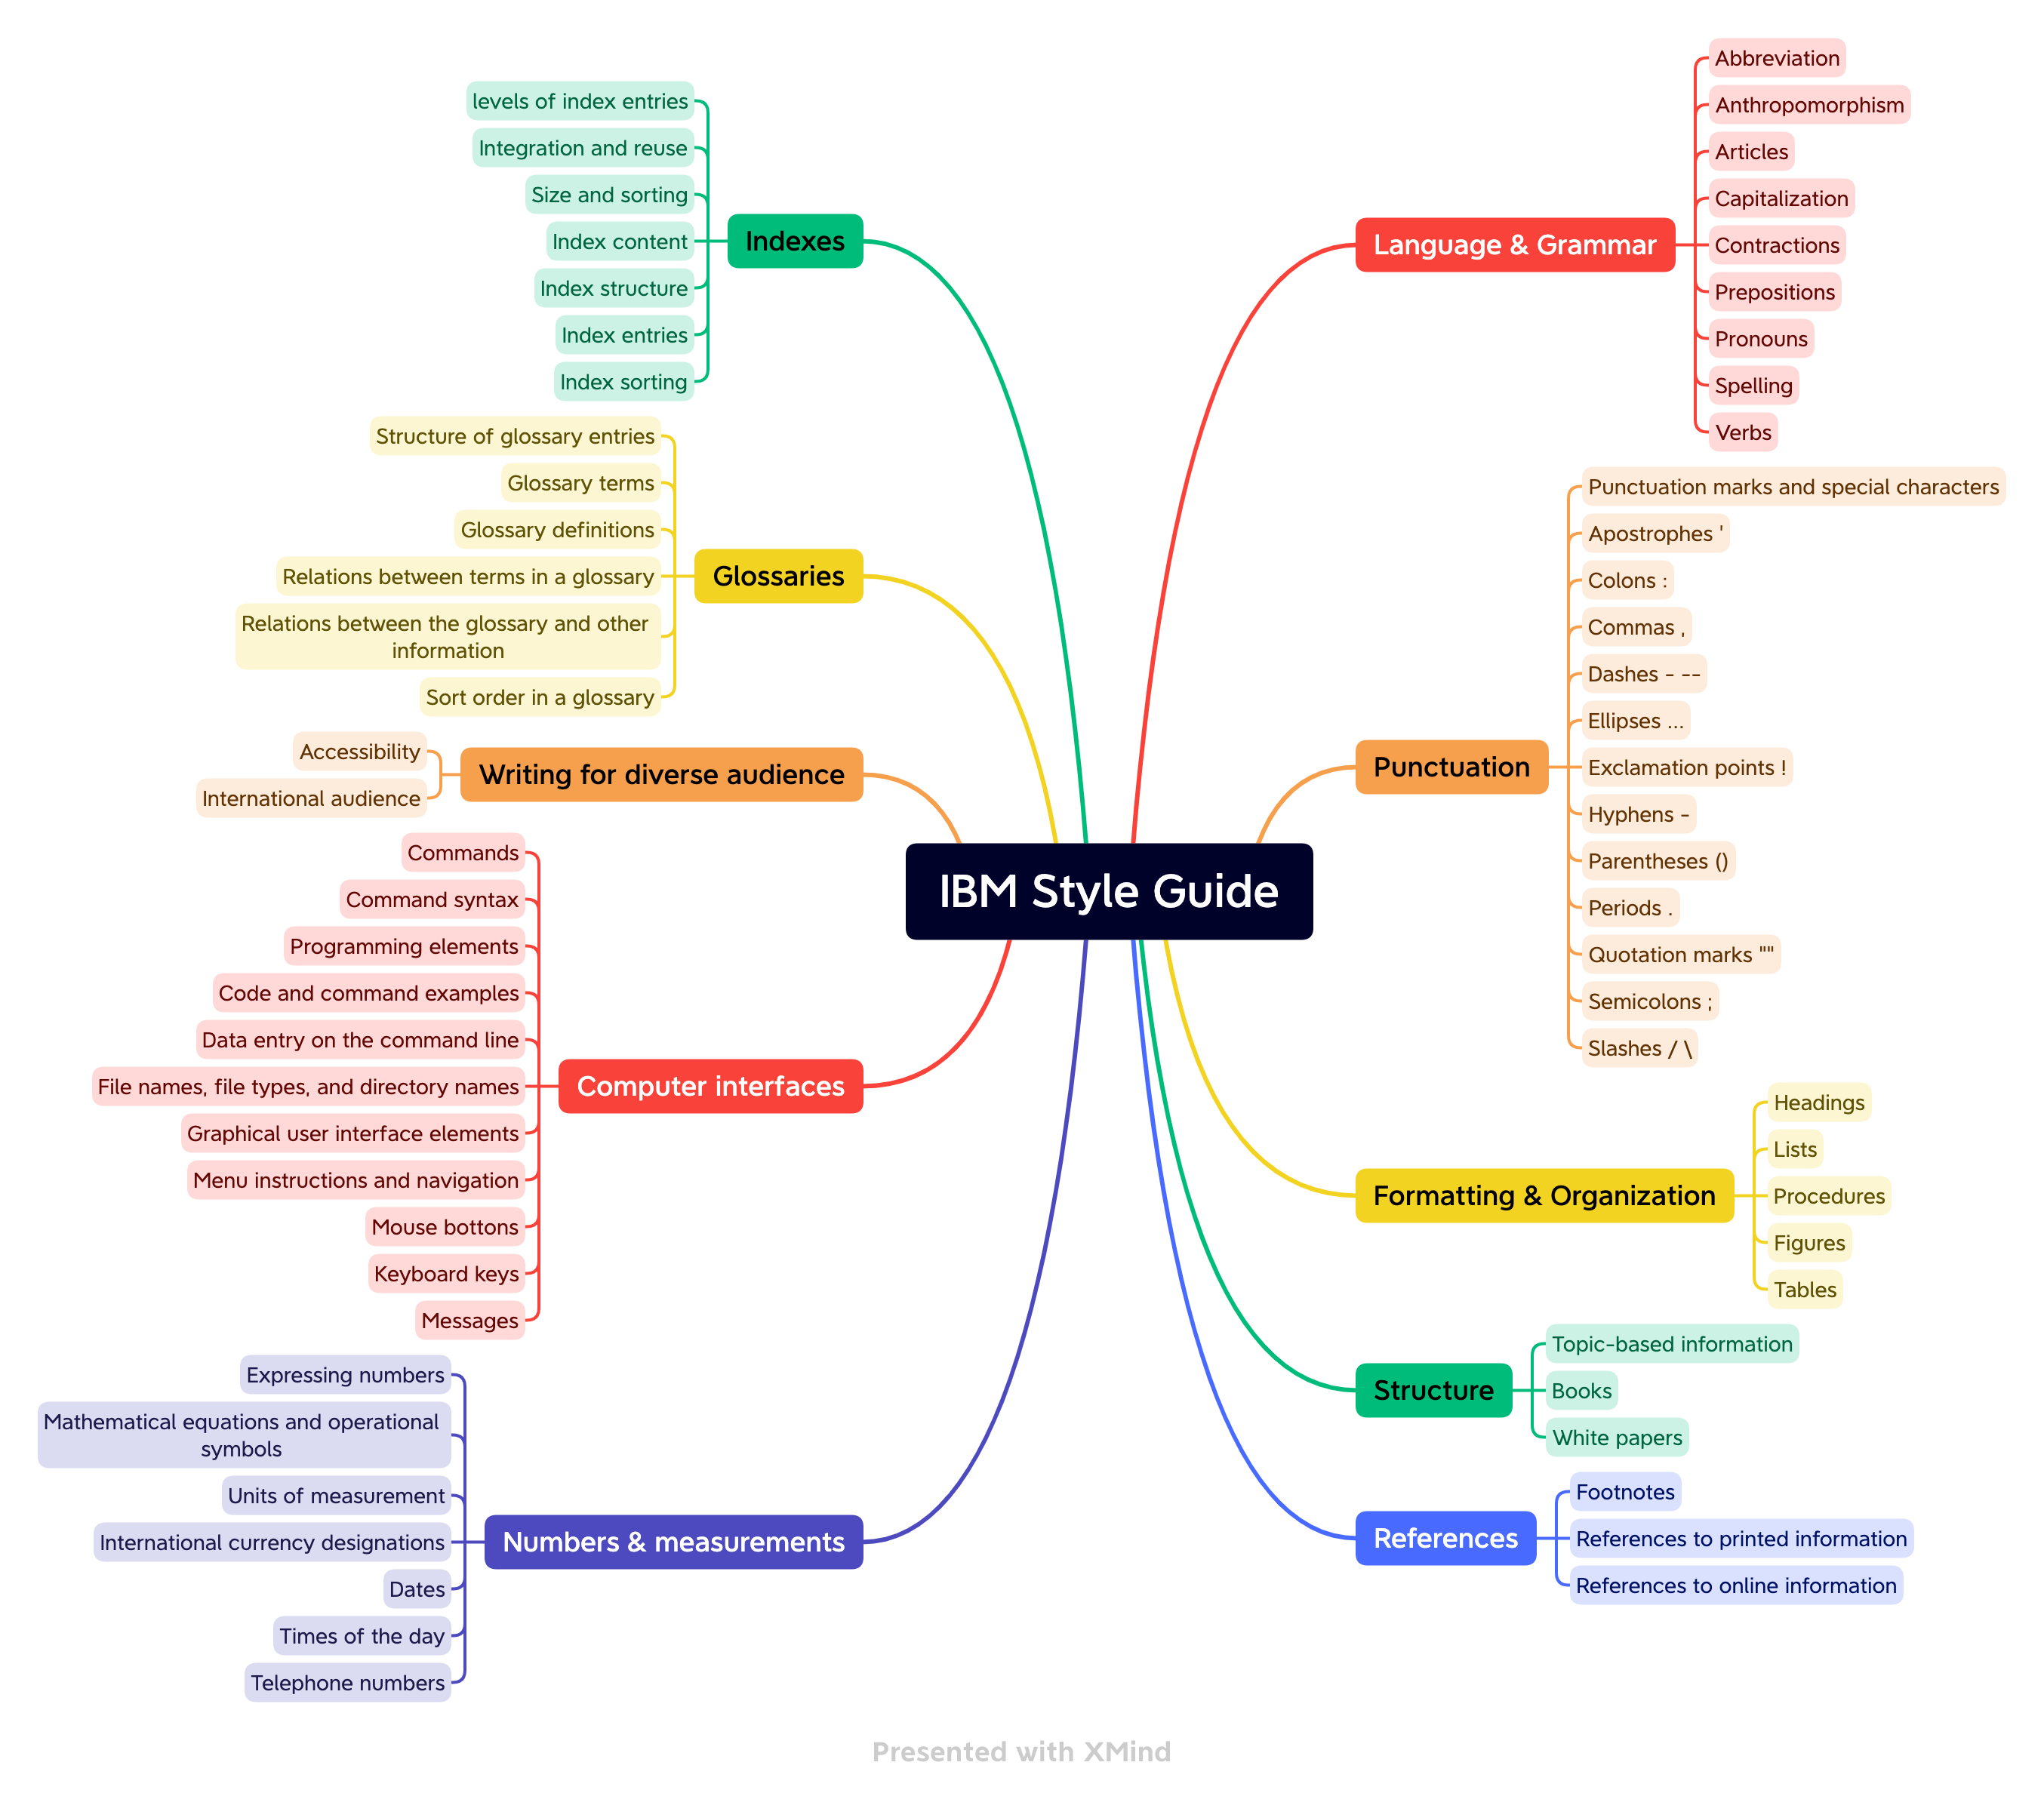 IBM Style Guide
Language & Grammar
Abbreviation
Anthropomorphism
Articles
Capitalization
Contractions
Prepositions
Pronouns
Spelling
Verbs
Punctuation
Punctuation marks and special characters
Apostrophes '
Colons :
Commas ,
Dashes - --
Ellipses ...
Exclamation points !
Hyphens -
Parentheses ()
Periods .
Quotation marks ""
Semicolons ;
Slashes / \
Formatting & Organization
Headings
Lists
Procedures
Figures
Tables
Structure
Topic-based information
Books
White papers
References
Footnotes
References to printed information
References to online information
Indexes
levels of index entries
Integration and reuse
Size and sorting
Index content
Index structure
Index entries
Index sorting
Glossaries
Structure of glossary entries
Glossary terms
Glossary definitions
Relations between terms in a glossary
Relations between the glossary and other
information
Sort order in a glossary
Writing for diverse audience
Accessibility
International audience
Computer interfaces
Commands
Command syntax
Programming elements
Code and command examples
Data entry on the command line
File names, file types, and directory names
Graphical user interface elements
Menu instructions and navigation
Mouse bottons
Keyboard keys
Messages
Numbers & measurements
Expressing numbers
Mathematical equations and operational
symbols
Units of measurement
International currency designations
Dates
Times of the day
Telephone numbers
Presented with XMind